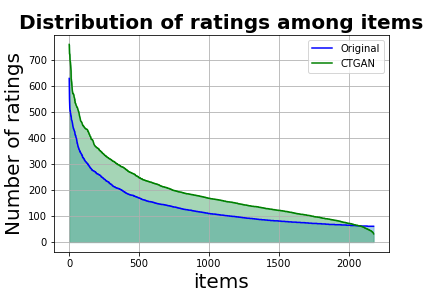 Distribution of ratings among items
Original
CTGAN
Number of ratings
700
600
500
400
300
200
100
0
0
500
1000
1500
2000
items